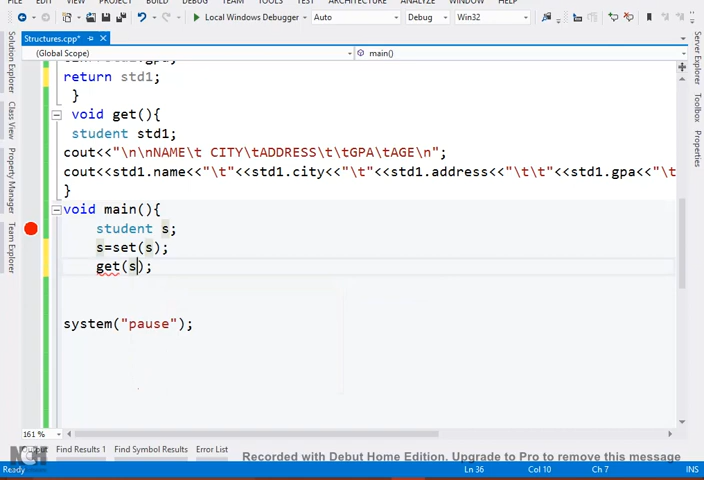 FILE EDIT VIEW PROJECT BUILD DEBUG TEAM TOOLS TEST ARCHITECTURE ANALYZE WINDOW HELP
Local Windows Debugger Auto Debug Win32
Structures.cpp*
(Global Scope) main()
return std1;
}
void get(){
student std1;
cout<<"\n\nNAME\t CITY\tADDRESS\t\tGPA\tAGE\n";
cout<<std1.name<<"\t"<<std1.city<<"\t"<<std1.address<<"\t\t"<<std1.gpa<<"\t
}
void main(){
student s;
s=set(s);
get(s);
system("pause");
161 %
Output Find Results 1 Find Symbol Results Error List
Recorded with Debut Home Edition. Upgrade to Pro to remove this message
NCH
Ready Ln 36 Col 10 Ch 7 INS
Solution Explorer
Class View
Property Manager
Team Explorer
Server Explorer
Toolbox
Properties